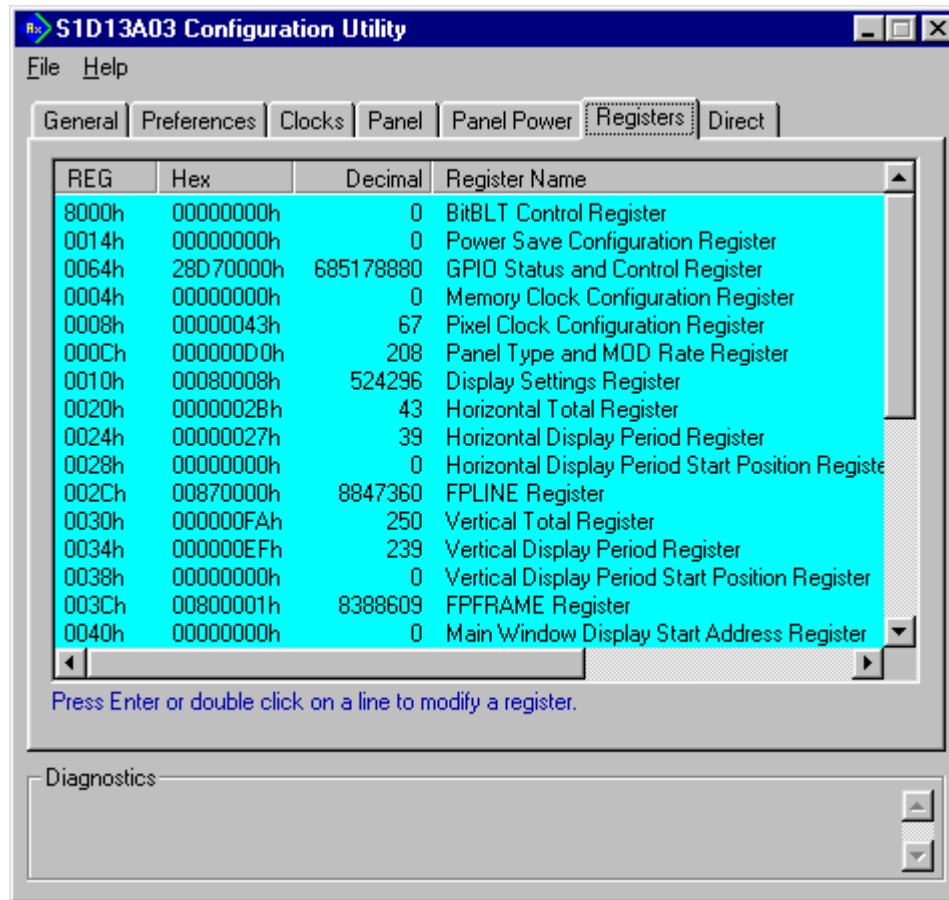 S1D13A03 Configuration Utility
File Help
General Preferences Clocks Panel Panel Power Registers Direct
REG Hex Decimal Register Name
8000h 00000000h 0 BitBLT Control Register
0014h 00000000h 0 Power Save Configuration Register
0064h 28D70000h 685178880 GPIO Status and Control Register
0004h 00000000h 0 Memory Clock Configuration Register
0008h 00000043h 67 Pixel Clock Configuration Register
000Ch 000000D0h 208 Panel Type and MOD Rate Register
0010h 00080008h 524296 Display Settings Register
0020h 0000002Bh 43 Horizontal Total Register
0024h 00000027h 39 Horizontal Display Period Register
0028h 00000000h 0 Horizontal Display Period Start Position Registe
002Ch 00870000h 8847360 FPLINE Register
0030h 000000FAh 250 Vertical Total Register
0034h 000000EFh 239 Vertical Display Period Register
0038h 00000000h 0 Vertical Display Period Start Position Register
003Ch 00800001h 8388609 FPFRAME Register
0040h 00000000h 0 Main Window Display Start Address Register
Press Enter or double click on a line to modify a register.
Diagnostics